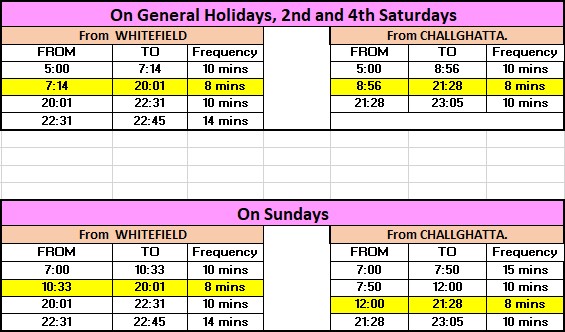 On General Holidays, 2nd and 4th Saturdays
From WHITEFIELD From CHALLGHATTA.
FROM TO Frequency FROM TO Frequency
5:00 7:14 10 mins 5:00 8:56 10 mins
7:14 20:01 8 mins 8:56 21:28 8 mins
20:01 22:31 10 mins 21:28 23:05 10 mins
22:31 22:45 14 mins
On Sundays
From WHITEFIELD From CHALLGHATTA.
FROM TO Frequency FROM TO Frequency
7:00 10:33 10 mins 7:00 7:50 15 mins
10:33 20:01 8 mins 7:50 12:00 10 mins
20:01 22:31 10 mins 12:00 21:28 8 mins
22:31 22:45 14 mins 21:28 23:05 10 mins